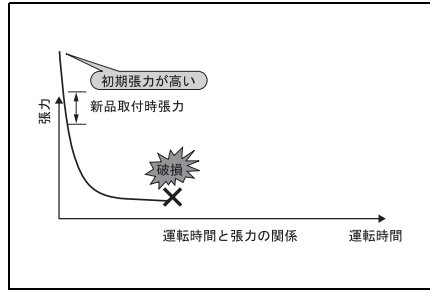 初期張力が高い
新品取付時張力
張力
破損
運転時間と張力の関係
運転時間